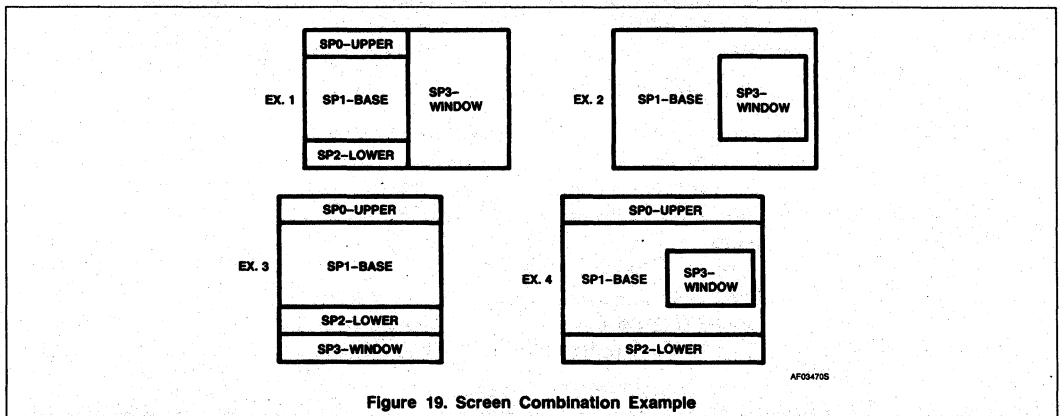 SP0-UPPER
EX. 1
SP1-BASE
SP3-
WINDOW
SP2-LOWER
EX. 2
SP1-BASE
SP3-
WINDOW
SP0-UPPER
EX. 3
SP1-BASE
SP2-LOWER
SP3-WINDOW
SP0-UPPER
EX. 4
SP1-BASE
SP3-
WINDOW
SP2-LOWER
AF03470S
Figure 19. Screen Combination Example